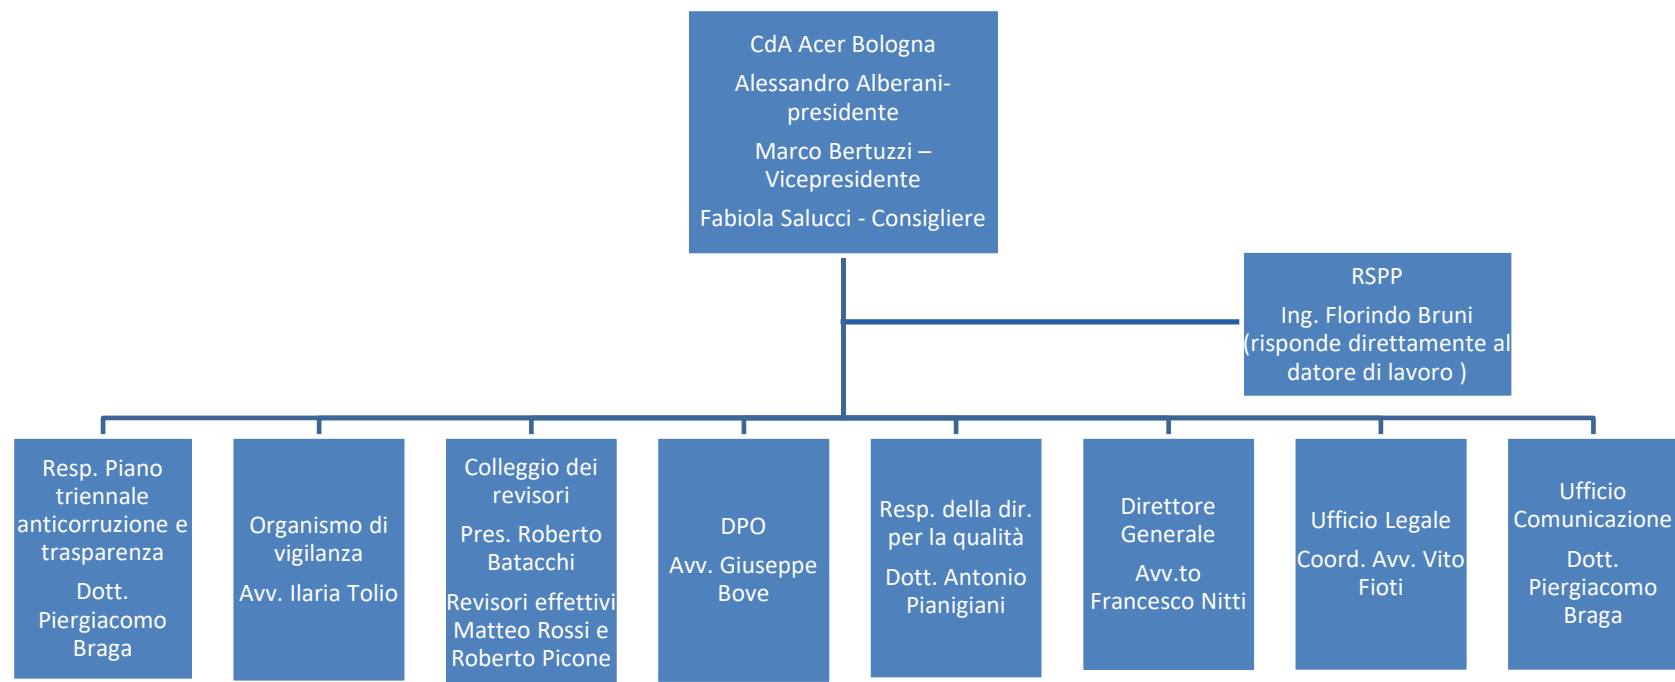 CdA Acer Bologna
Alessandro Alberani-
presidente
Marco Bertuzzi –
Vicepresidente
Fabiola Salucci - Consigliere
RSPP
Ing. Florindo Bruni
(risponde direttamente al
datore di lavoro )
Resp. Piano
triennale
anticorruzione e
trasparenza
Dott.
Piergiacomo
Braga
Organismo di
vigilanza
Avv. Ilaria Tolio
Colleggio dei
revisori
Pres. Roberto
Batacchi
Revisori effettivi
Matteo Rossi e
Roberto Picone
DPO
Avv. Giuseppe
Bove
Resp. della dir.
per la qualità
Dott. Antonio
Pianigiani
Direttore
Generale
Avv.to
Francesco Nitti
Ufficio Legale
Coord. Avv. Vito
Fioti
Ufficio
Comunicazione
Dott.
Piergiacomo
Braga